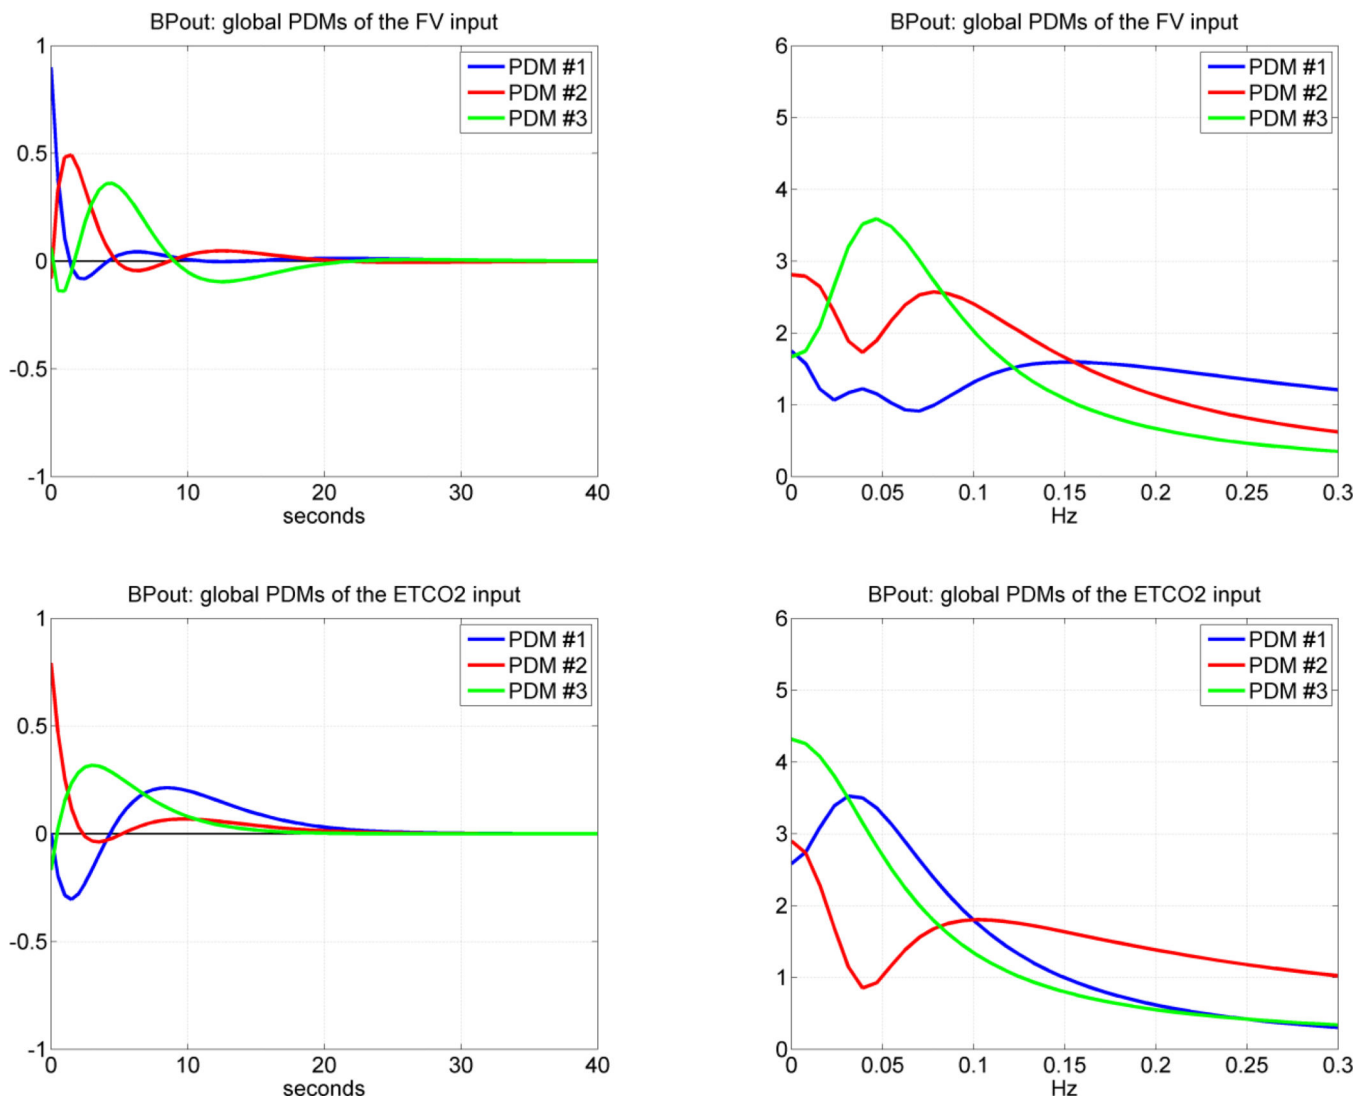 BPout: global PDMs of the FV input
1
0.5
0
-0.5
-1
0
10
20
30
40
seconds
PDM #1
PDM #2
PDM #3
BPout: global PDMs of the FV input
6
5
4
3
2
1
0
0
0.05
0.1
0.15
0.2
0.25
0.3
Hz
PDM #1
PDM #2
PDM #3
BPout: global PDMs of the ETCO2 input
1
0.5
0
-0.5
-1
0
10
20
30
40
seconds
PDM #1
PDM #2
PDM #3
BPout: global PDMs of the ETCO2 input
6
5
4
3
2
1
0
0
0.05
0.1
0.15
0.2
0.25
0.3
Hz
PDM #1
PDM #2
PDM #3